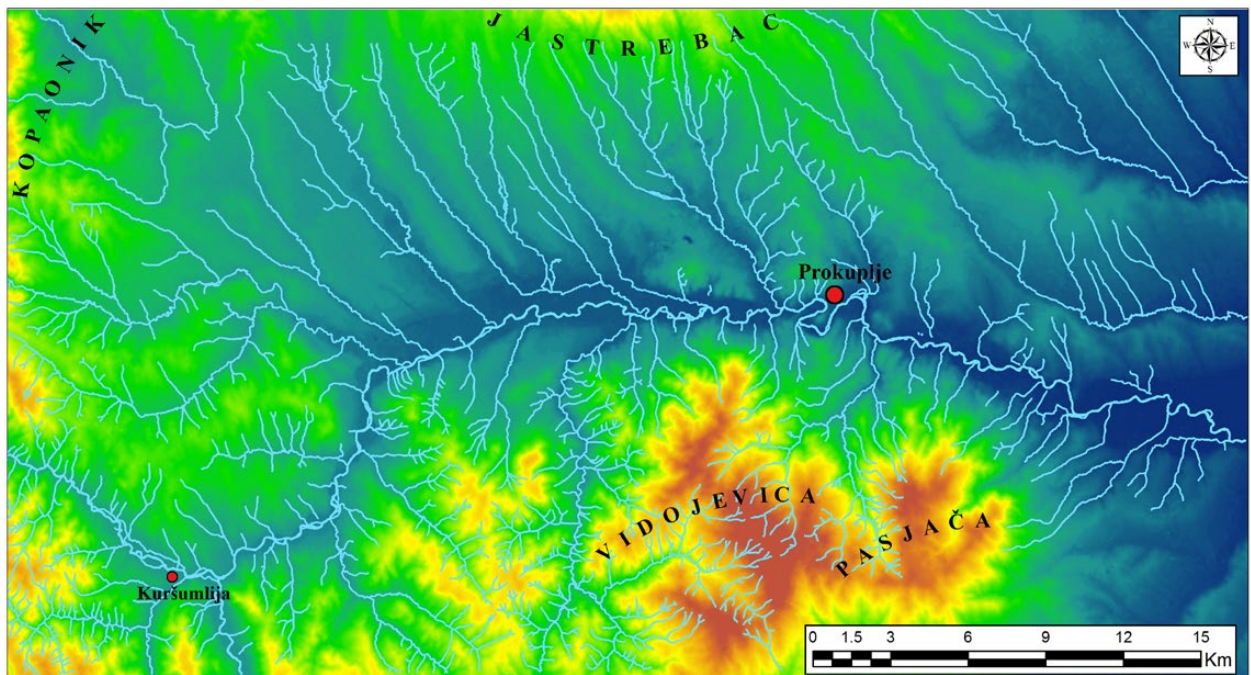 JASTREBAC
KOPAONIK
N
W E
S
Prokuplje
VIDOJEVICA
PASJAČA
Kuršumlija
0 1.5 3 6 9 12 15
Km